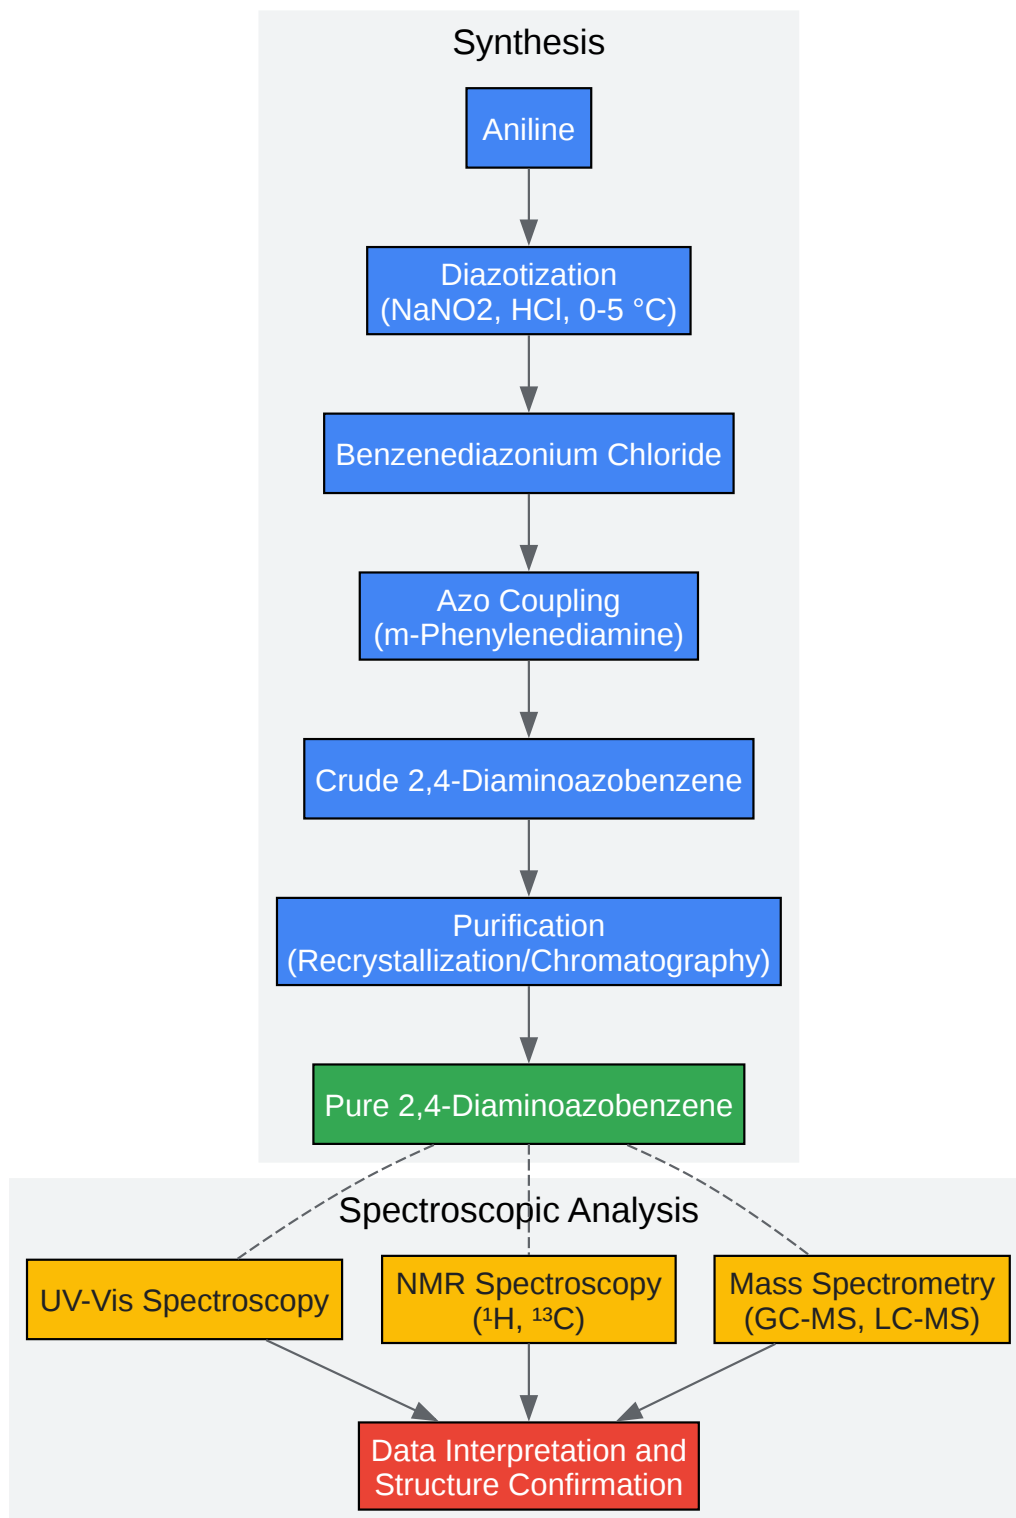 Synthesis
Aniline
Diazotization
(NaNO2, HCl, 0-5 °C)
Benzenediazonium Chloride
Azo Coupling
(m-Phenylenediamine)
Crude 2,4-Diaminoazobenzene
Purification
(Recrystallization/Chromatography)
Pure 2,4-Diaminoazobenzene
Spectroscopic Analysis
UV-Vis Spectroscopy
NMR Spectroscopy
(¹H, ¹³C)
Mass Spectrometry
(GC-MS, LC-MS)
Data Interpretation and
Structure Confirmation